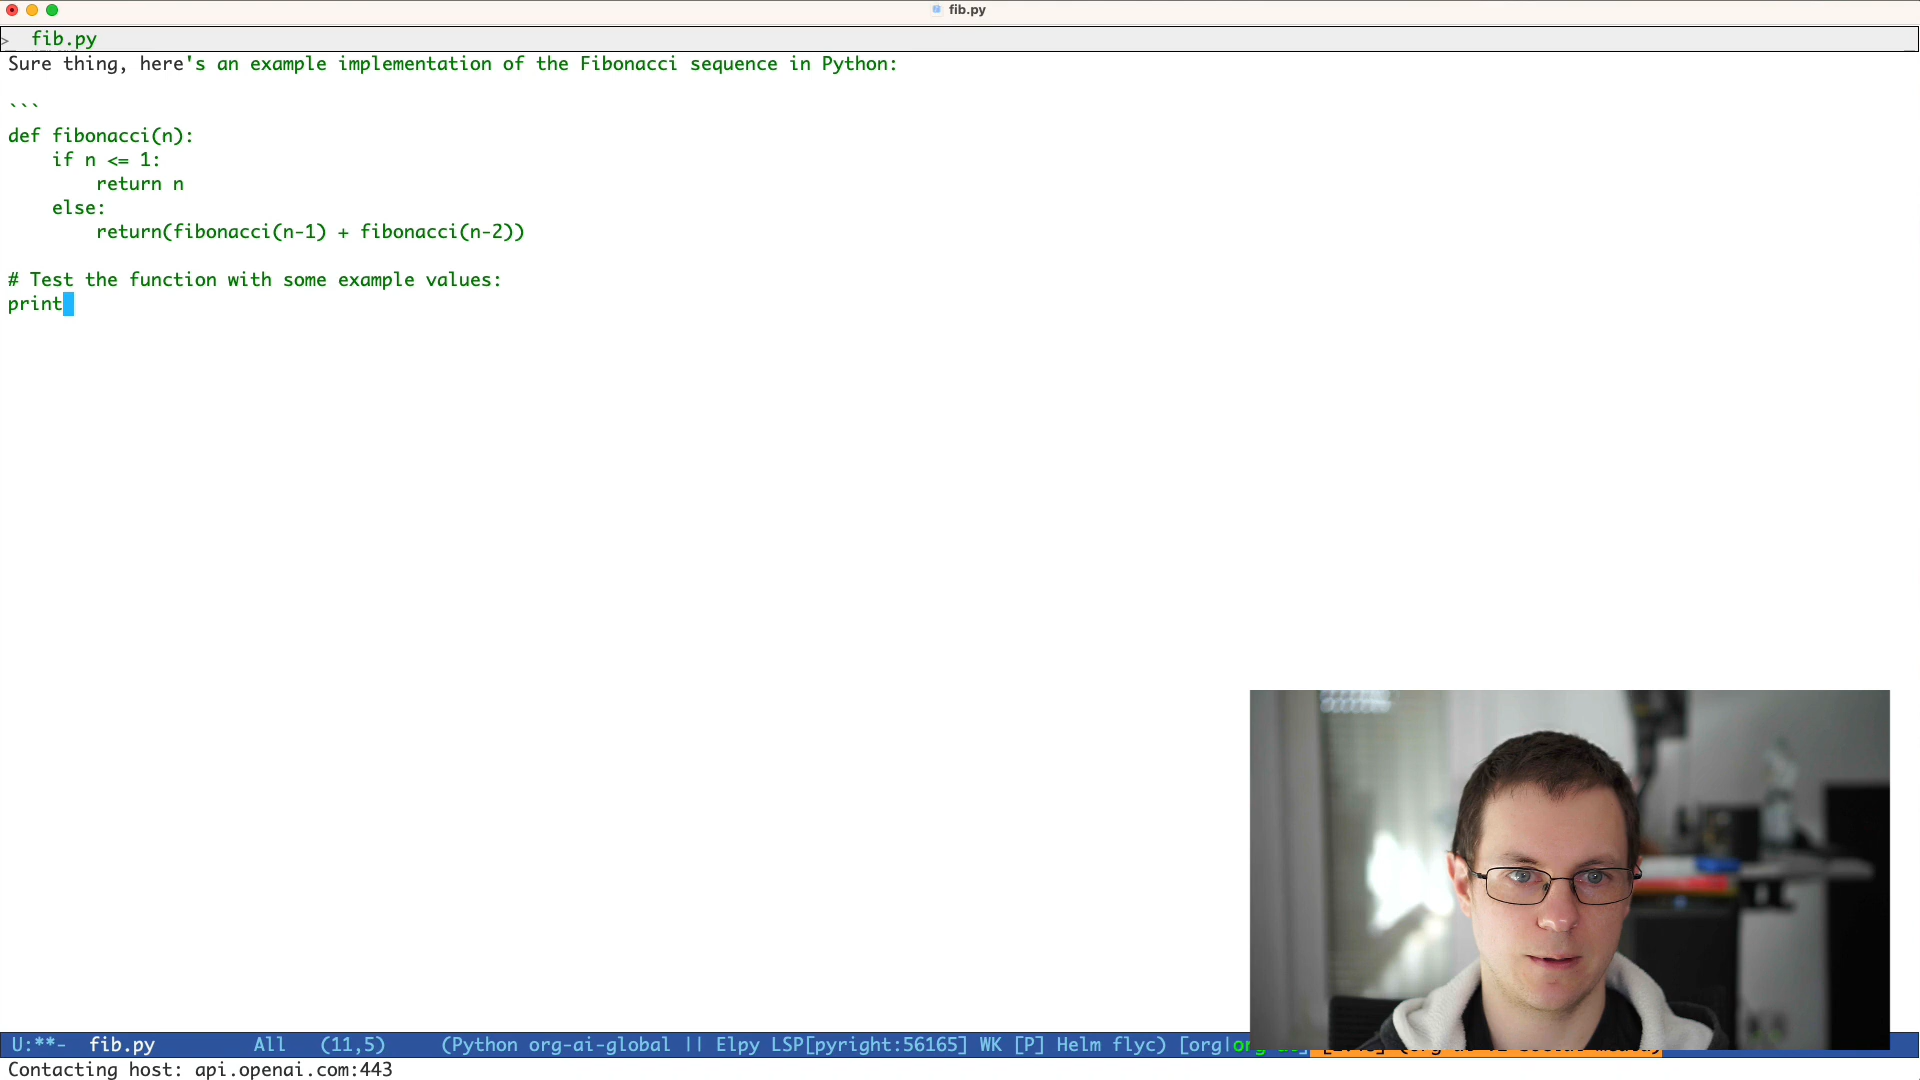 fib.py
> fib.py
Sure thing, here's an example implementation of the Fibonacci sequence in Python:
```
def fibonacci(n):
    if n <= 1:
        return n
    else:
        return(fibonacci(n-1) + fibonacci(n-2))
# Test the function with some example values:
print
U:**- fib.py All (11,5) (Python org-ai-global || Elpy LSP[pyright:56165] WK [P] Helm flyc) [org|
Contacting host: api.openai.com:443